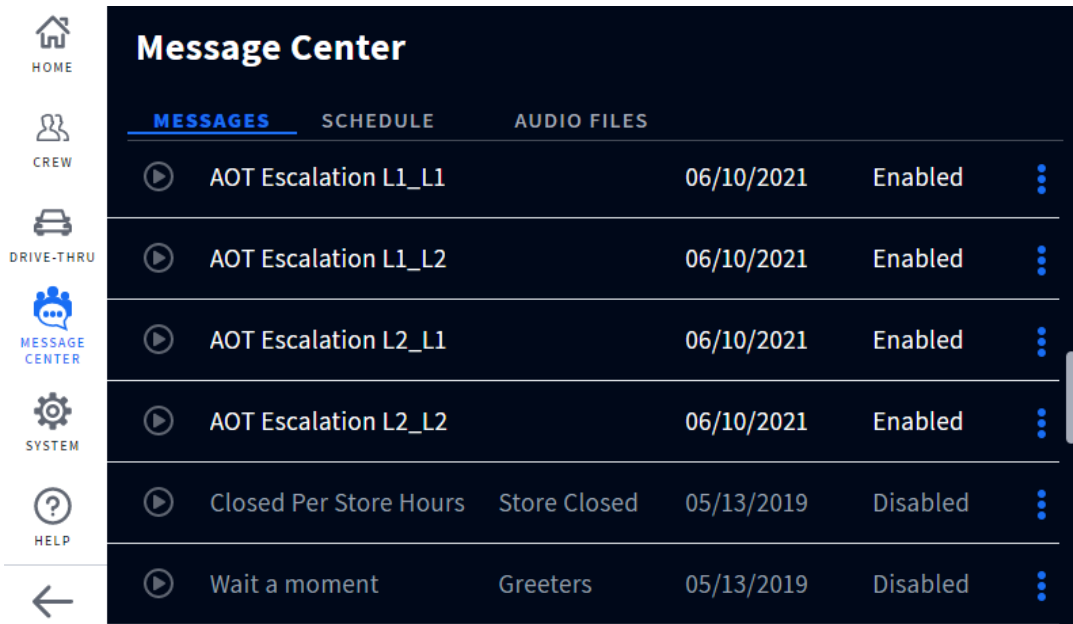 HOME
CREW
DRIVE-THRU
MESSAGE
CENTER
SYSTEM
HELP
Message Center
MESSAGES SCHEDULE AUDIO FILES
AOT Escalation L1_L1 06/10/2021 Enabled
AOT Escalation L1_L2 06/10/2021 Enabled
AOT Escalation L2_L1 06/10/2021 Enabled
AOT Escalation L2_L2 06/10/2021 Enabled
Closed Per Store Hours Store Closed 05/13/2019 Disabled
Wait a moment Greeters 05/13/2019 Disabled